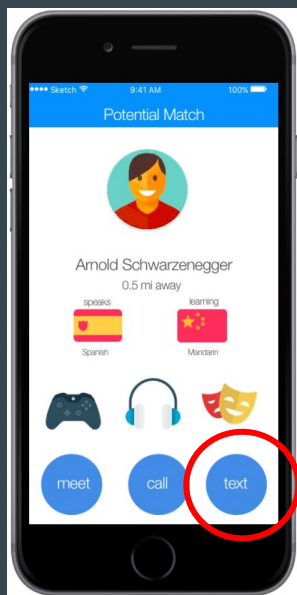 Sketch 9:41 AM 100%
Potential Match
Arnold Schwarzenegger
0.5 mi away
speaks learning
Spanish Mandarin
meet call text